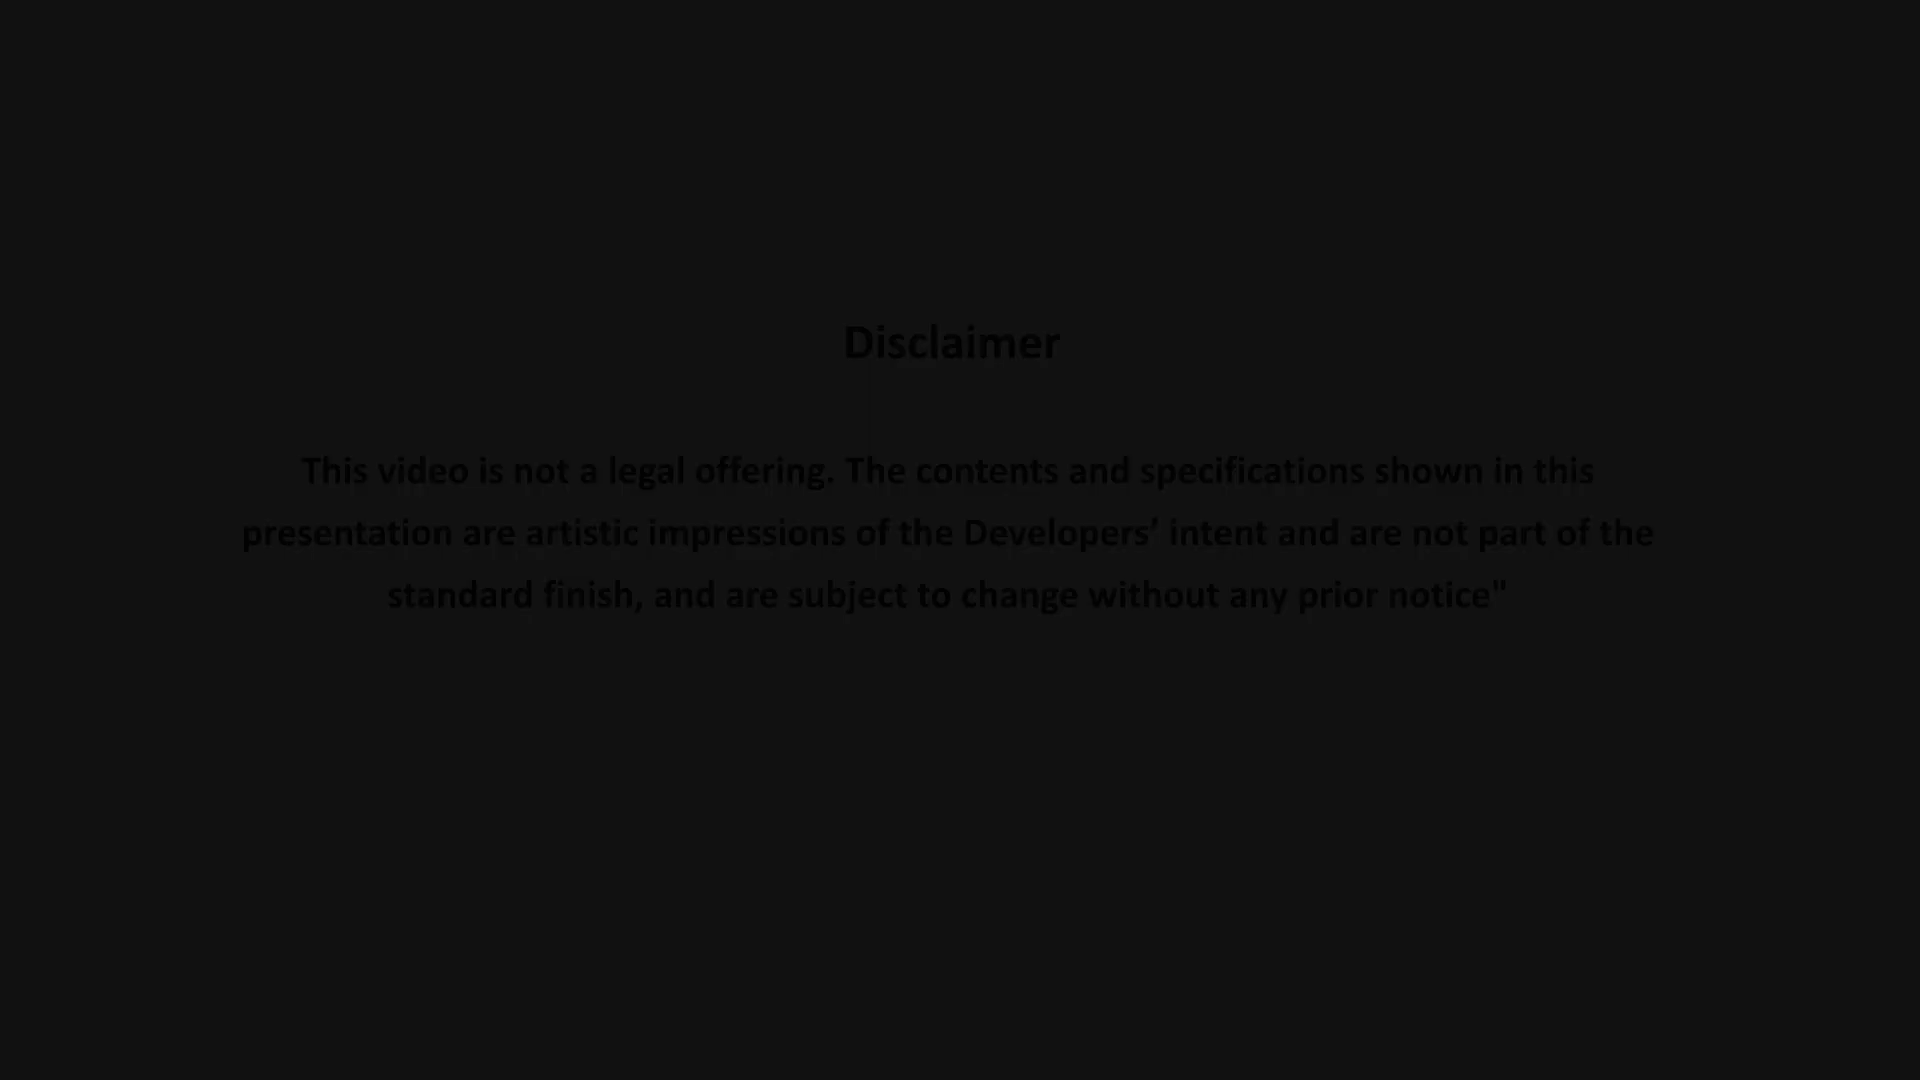 Disclaimer
This video is not a legal offering. The contents and specifications shown in this
presentation are artistic impressions of the Developers’ intent and are not part of the
standard finish, and are subject to change without any prior notice"